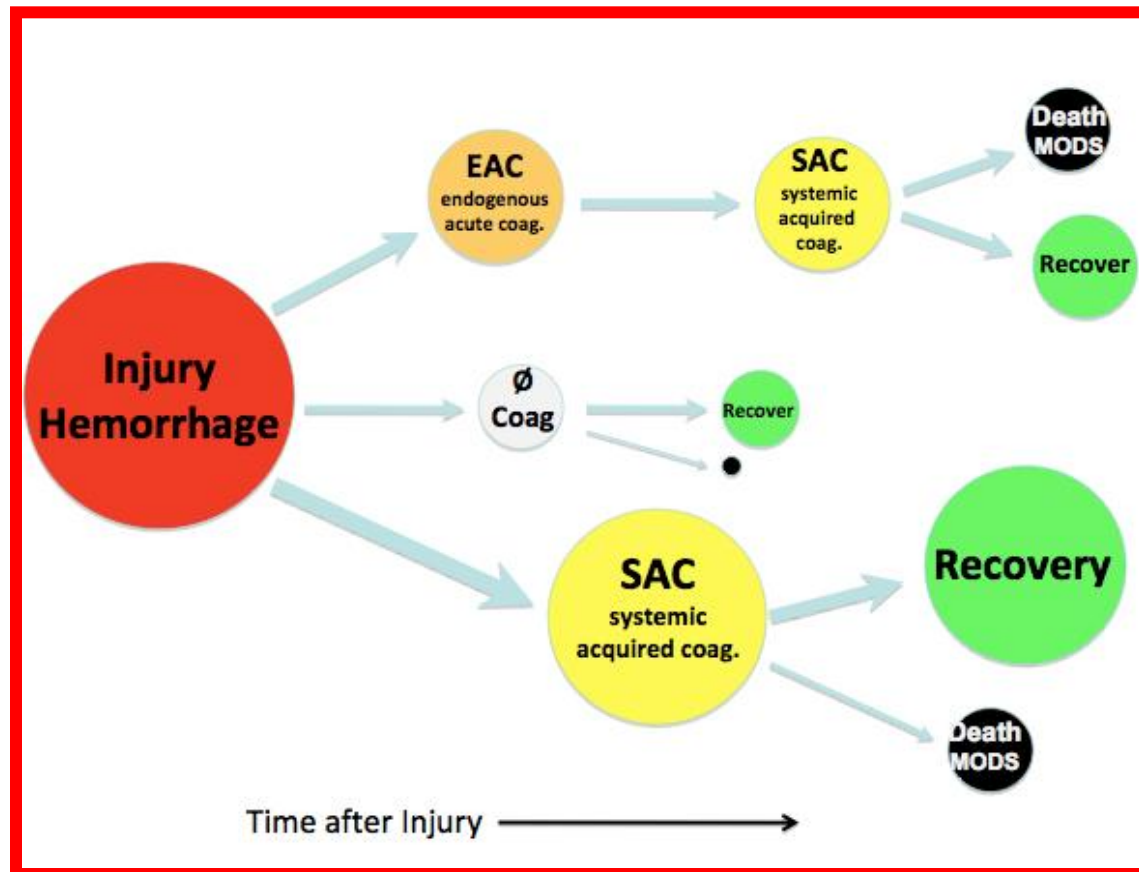 Death
MODS
EAC
endogenous
acute coag.
SAC
systemic
acquired
coag.
Recover
Injury
Hemorrhage
Ø
Coag
Recover
SAC
systemic
acquired coag.
Recovery
Death
MODS
Time after Injury